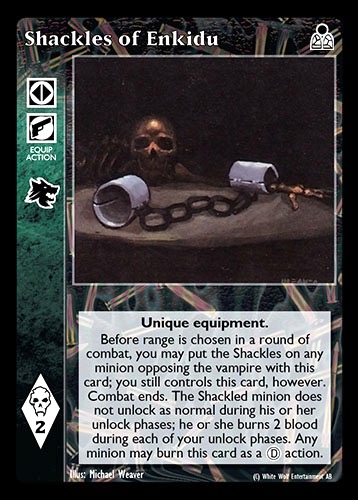 Shackles of Enkidu
EQUIP
ACTION
Unique equipment.
Before range is chosen in a round of
combat, you may put the Shackles on any
minion opposing the vampire with this
card; you still controls this card, however.
Combat ends. The Shackled minion does
not unlock as normal during his or her
unlock phases; he or she burns 2 blood
during each of your unlock phases. Any
minion may burn this card as a Ⓓ action.
2
Illus: Michael Weaver
(C) White Wolf Entertainment AB